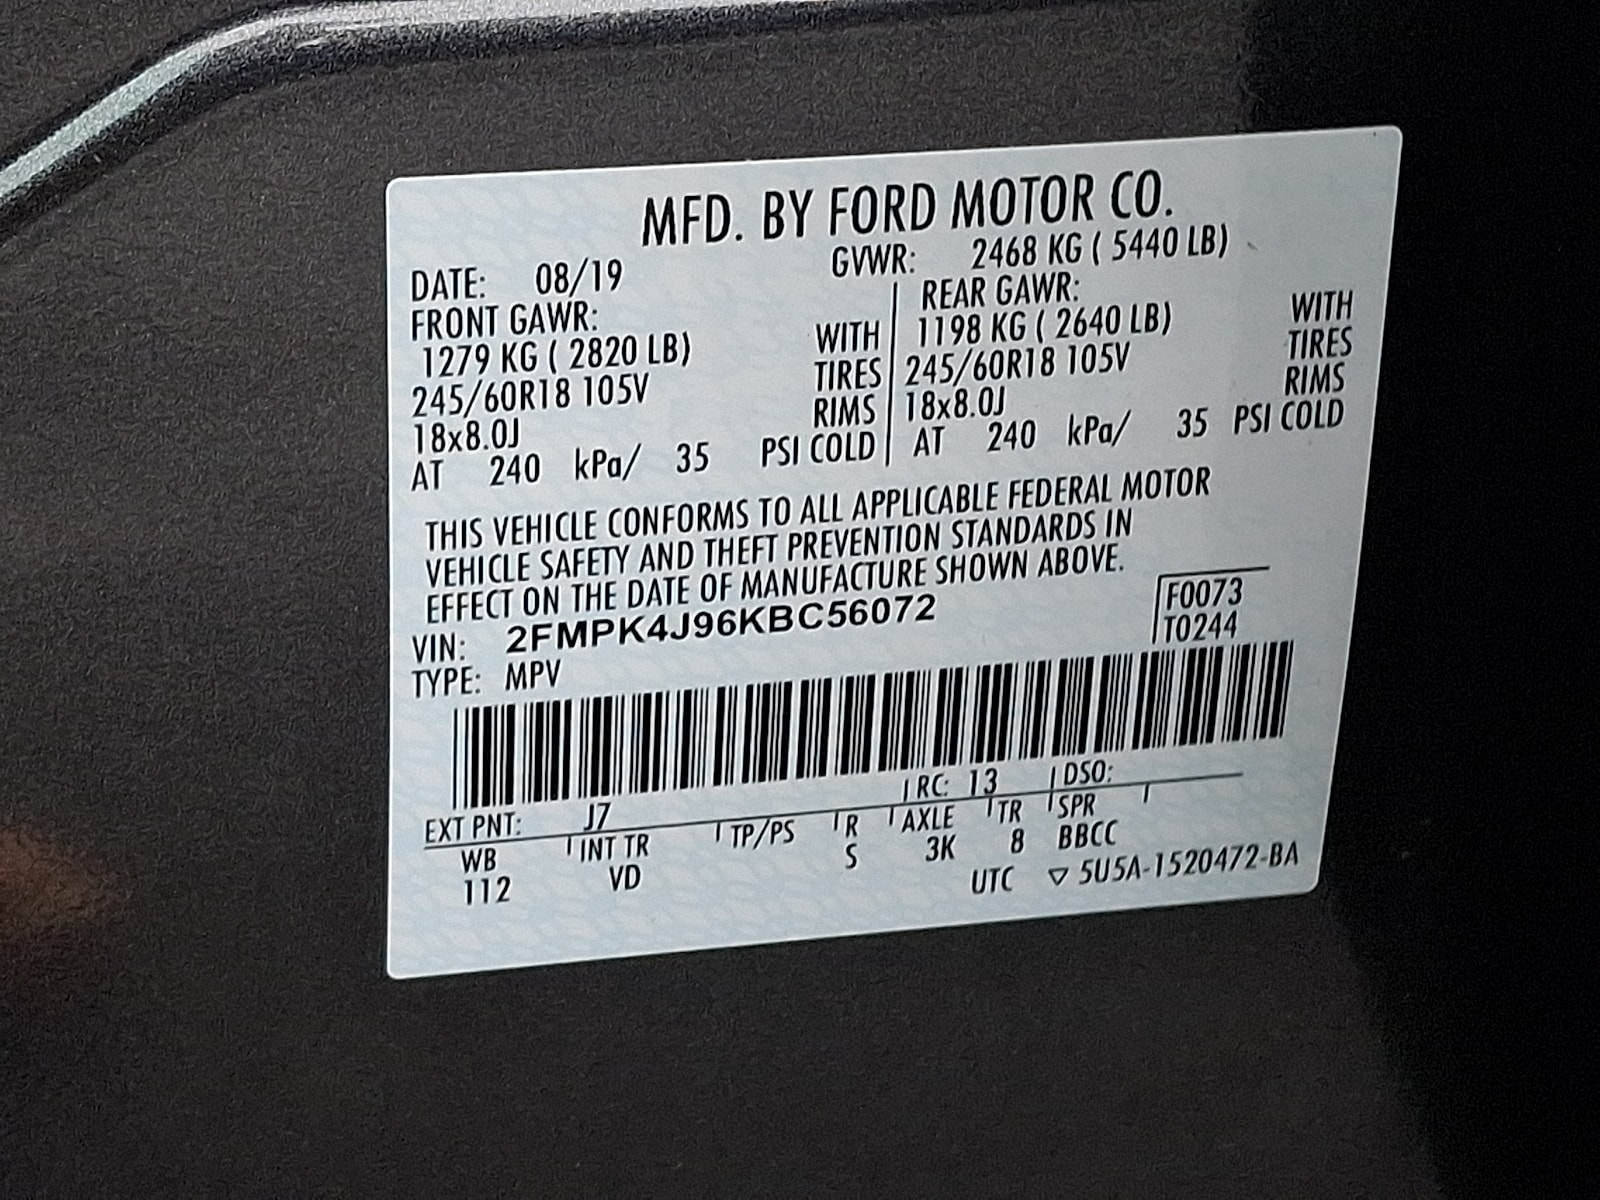 MFD. BY FORD MOTOR CO.
DATE: 08/19 GVWR: 2468 KG ( 5440 LB)
FRONT GAWR: REAR GAWR:
1279 KG ( 2820 LB) WITH 1198 KG ( 2640 LB) WITH
245/60R18 105V TIRES 245/60R18 105V TIRES
18x8.0J RIMS 18x8.0J RIMS
AT 240 kPa/ 35 PSI COLD AT 240 kPa/ 35 PSI COLD
THIS VEHICLE CONFORMS TO ALL APPLICABLE FEDERAL MOTOR
VEHICLE SAFETY AND THEFT PREVENTION STANDARDS IN
EFFECT ON THE DATE OF MANUFACTURE SHOWN ABOVE.
VIN: 2FMPK4J96KBC56072 F0073
TYPE: MPV T0244
EXT PNT: J7 RC: 13 DSO:
WB INT TR TP/PS R AXLE TR SPR
112 VD S 3K 8 BBCC
UTC ▽ 5U5A-1520472-BA